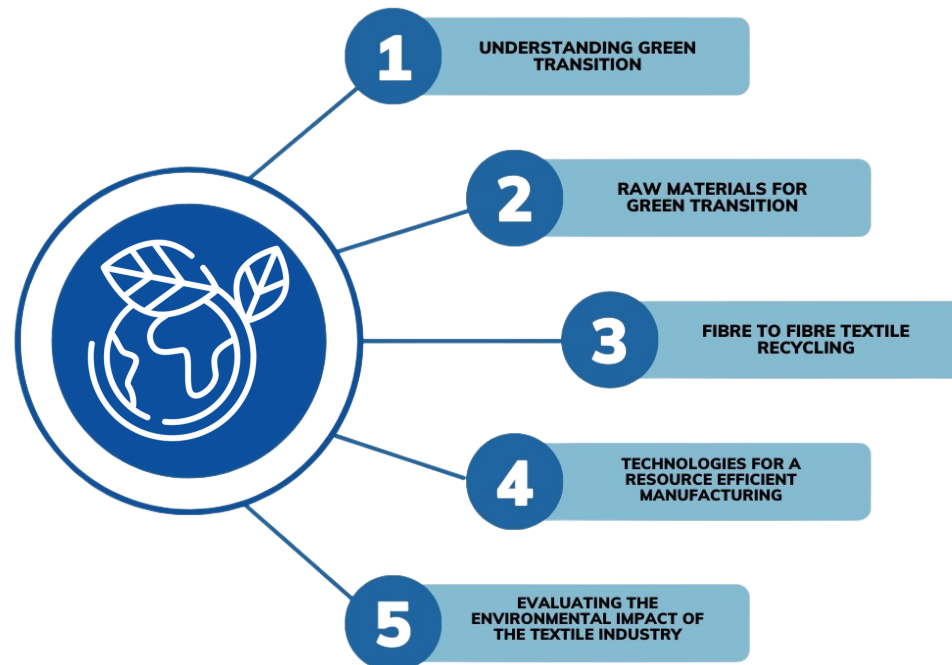 1
UNDERSTANDING GREEN
TRANSITION
2
RAW MATERIALS FOR
GREEN TRANSITION
3
FIBRE TO FIBRE TEXTILE
RECYCLING
4
TECHNOLOGIES FOR A
RESOURCE EFFICIENT
MANUFACTURING
5
EVALUATING THE
ENVIRONMENTAL IMPACT OF
THE TEXTILE INDUSTRY